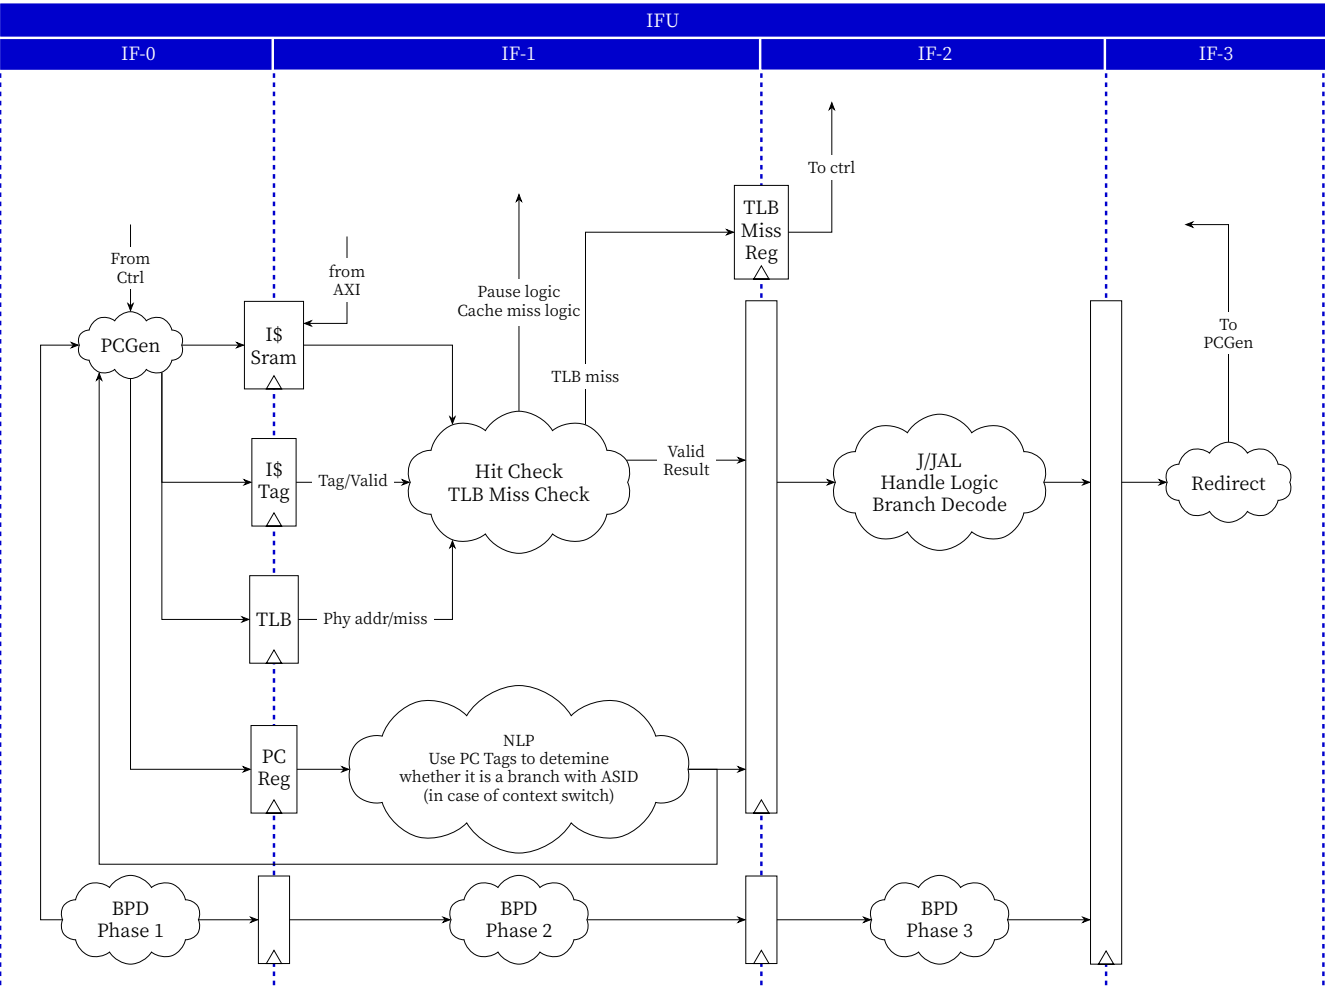 IFU
IF-0
IF-1
IF-2
IF-3
To ctrl
TLB
Miss
Reg
From
Ctrl
from
AXI
Pause logic
Cache miss logic
PCGen
I$
Sram
To
PCGen
TLB miss
I$
Tag
Tag/Valid
Hit Check
TLB Miss Check
Valid
Result
J/JAL
Handle Logic
Branch Decode
Redirect
TLB
Phy addr/miss
PC
Reg
NLP
Use PC Tags to detemine
whether it is a branch with ASID
(in case of context switch)
BPD
Phase 1
BPD
Phase 2
BPD
Phase 3